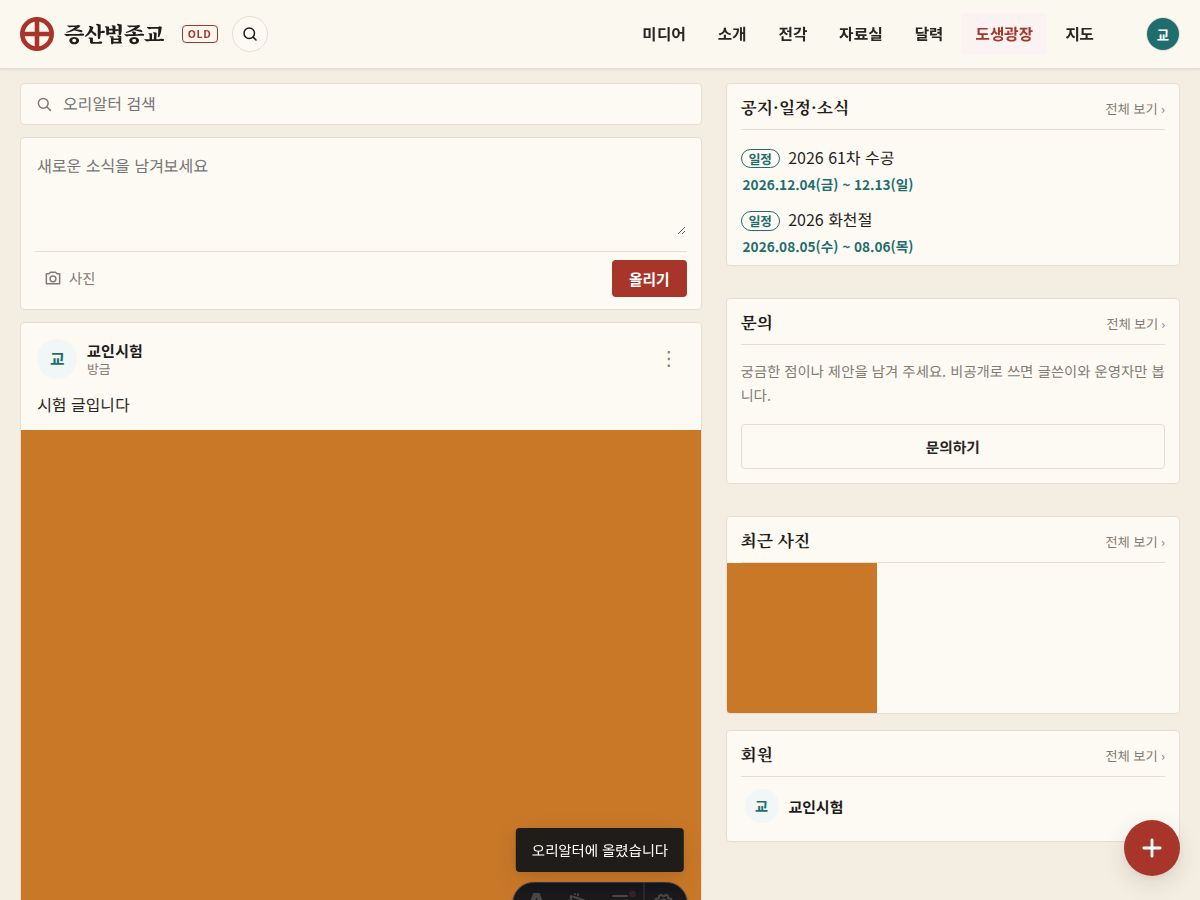 증산법종교 OLD
미디어 소개 전각 자료실 달력 도생광장 지도 교
오리알터 검색
새로운 소식을 남겨보세요
사진 올리기
교 교인시험
방금
시험 글입니다
오리알터에 올렸습니다
공지·일정·소식 전체 보기 ›
일정 2026 61차 수공
2026.12.04(금) ~ 12.13(일)
일정 2026 화천절
2026.08.05(수) ~ 08.06(목)
문의 전체 보기 ›
궁금한 점이나 제안을 남겨 주세요. 비공개로 쓰면 글쓴이와 운영자만 봅
니다.
문의하기
최근 사진 전체 보기 ›
회원 전체 보기 ›
교 교인시험